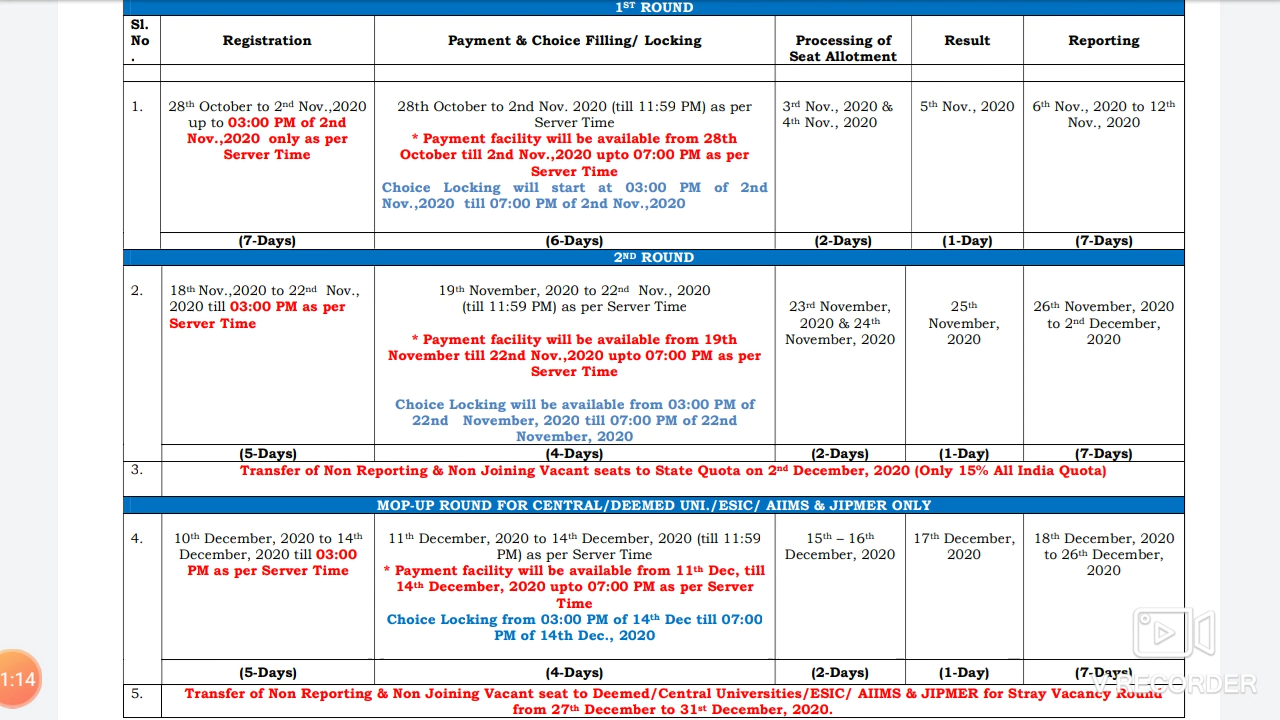 1ST ROUND
Sl.
No
.
Registration
Payment & Choice Filling/ Locking
Processing of
Seat Allotment
Result
Reporting
1.
28th October to 2nd Nov.,2020
up to 03:00 PM of 2nd
Nov.,2020 only as per
Server Time
28th October to 2nd Nov. 2020 (till 11:59 PM) as per
Server Time
* Payment facility will be available from 28th
October till 2nd Nov.,2020 upto 07:00 PM as per
Server Time
Choice Locking will start at 03:00 PM of 2nd
Nov.,2020 till 07:00 PM of 2nd Nov.,2020
3rd Nov., 2020 &
4th Nov., 2020
5th Nov., 2020
6th Nov., 2020 to 12th
Nov., 2020
(7-Days)
(6-Days)
(2-Days)
(1-Day)
(7-Days)
2ND ROUND
2.
18th Nov.,2020 to 22nd Nov.,
2020 till 03:00 PM as per
Server Time
19th November, 2020 to 22nd Nov., 2020
(till 11:59 PM) as per Server Time
* Payment facility will be available from 19th
November till 22nd Nov.,2020 upto 07:00 PM as per
Server Time
Choice Locking will be available from 03:00 PM of
22nd November, 2020 till 07:00 PM of 22nd
November, 2020
23rd November,
2020 & 24th
November, 2020
25th
November,
2020
26th November, 2020
to 2nd December,
2020
(5-Days)
(4-Days)
(2-Days)
(1-Day)
(7-Days)
3.
Transfer of Non Reporting & Non Joining Vacant seats to State Quota on 2nd December, 2020 (Only 15% All India Quota)
MOP-UP ROUND FOR CENTRAL/DEEMED UNI./ESIC/ AIIMS & JIPMER ONLY
4.
10th December, 2020 to 14th
December, 2020 till 03:00
PM as per Server Time
11th December, 2020 to 14th December, 2020 (till 11:59
PM) as per Server Time
* Payment facility will be available from 11th Dec, till
14th December, 2020 upto 07:00 PM as per Server
Time
Choice Locking from 03:00 PM of 14th Dec till 07:00
PM of 14th Dec., 2020
15th – 16th
December, 2020
17th December,
2020
18th December, 2020
to 26th December,
2020
(5-Days)
(4-Days)
(2-Days)
(1-Day)
(7-Days)
5.
Transfer of Non Reporting & Non Joining Vacant seat to Deemed/Central Universities/ESIC/ AIIMS & JIPMER for Stray Vacancy Round
from 27th December to 31st December, 2020.
1:14
V RECORDER